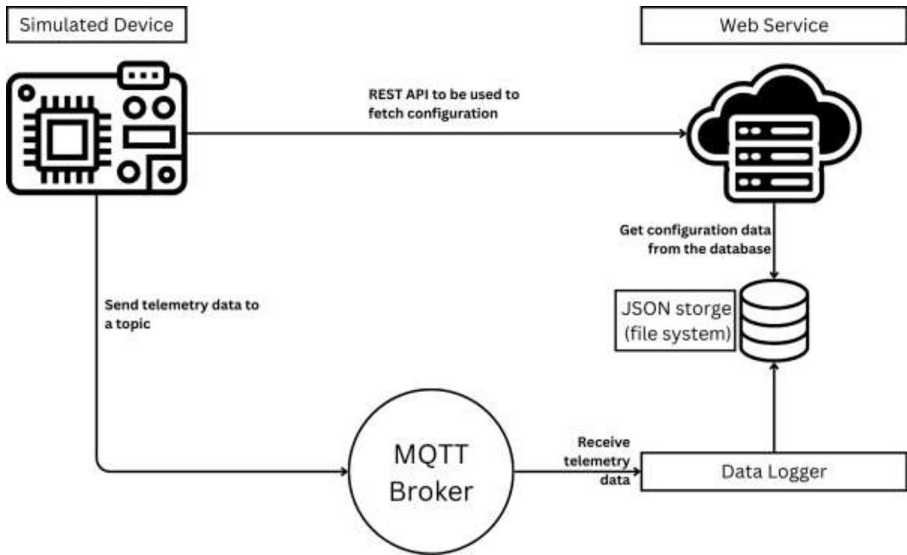 Simulated Device
Web Service
REST API to be used to
fetch configuration
Get configuration data
from the database
Send telemetry data to
a topic
JSON storge
(file system)
MQTT
Broker
Receive
telemetry
data
Data Logger